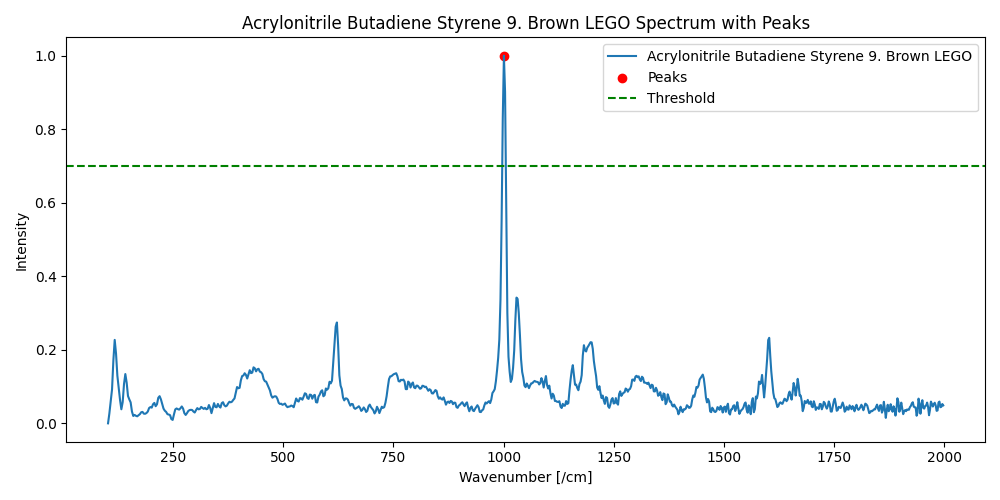 Acrylonitrile Butadiene Styrene 9. Brown LEGO Spectrum with Peaks
Acrylonitrile Butadiene Styrene 9. Brown LEGO
Peaks
Threshold
1.0
0.8
0.6
0.4
0.2
0.0
Intensity
250 500 750 1000 1250 1500 1750 2000
Wavenumber [/cm]